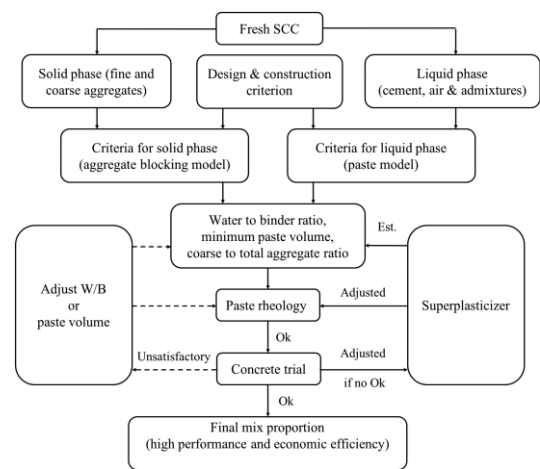 Fresh SCC
Solid phase (fine and
coarse aggregates)
Design & construction
criterion
Liquid phase
(cement, air & admixtures)
Criteria for solid phase
(aggregate blocking model)
Criteria for liquid phase
(paste model)
Water to binder ratio,
minimum paste volume,
coarse to total aggregate ratio
Est.
Adjust W/B
or
paste volume
Paste rheology
Adjusted
Superplasticizer
Ok
Unsatisfactory
Concrete trial
Adjusted
if no Ok
Ok
Final mix proportion
(high performance and economic efficiency)